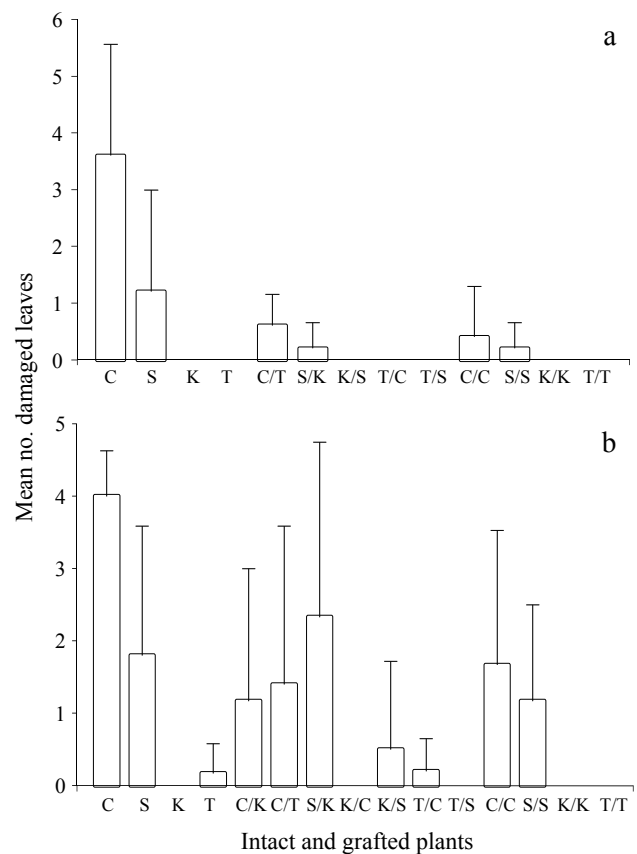 a
6
5
4
3
2
1
0
C S K T C/T S/K K/S T/C T/S C/C S/S K/K T/T
Mean no. damaged leaves
b
5
4
3
2
1
0
C S K T C/K C/T S/K K/C K/S T/C T/S C/C S/S K/K T/T
Intact and grafted plants